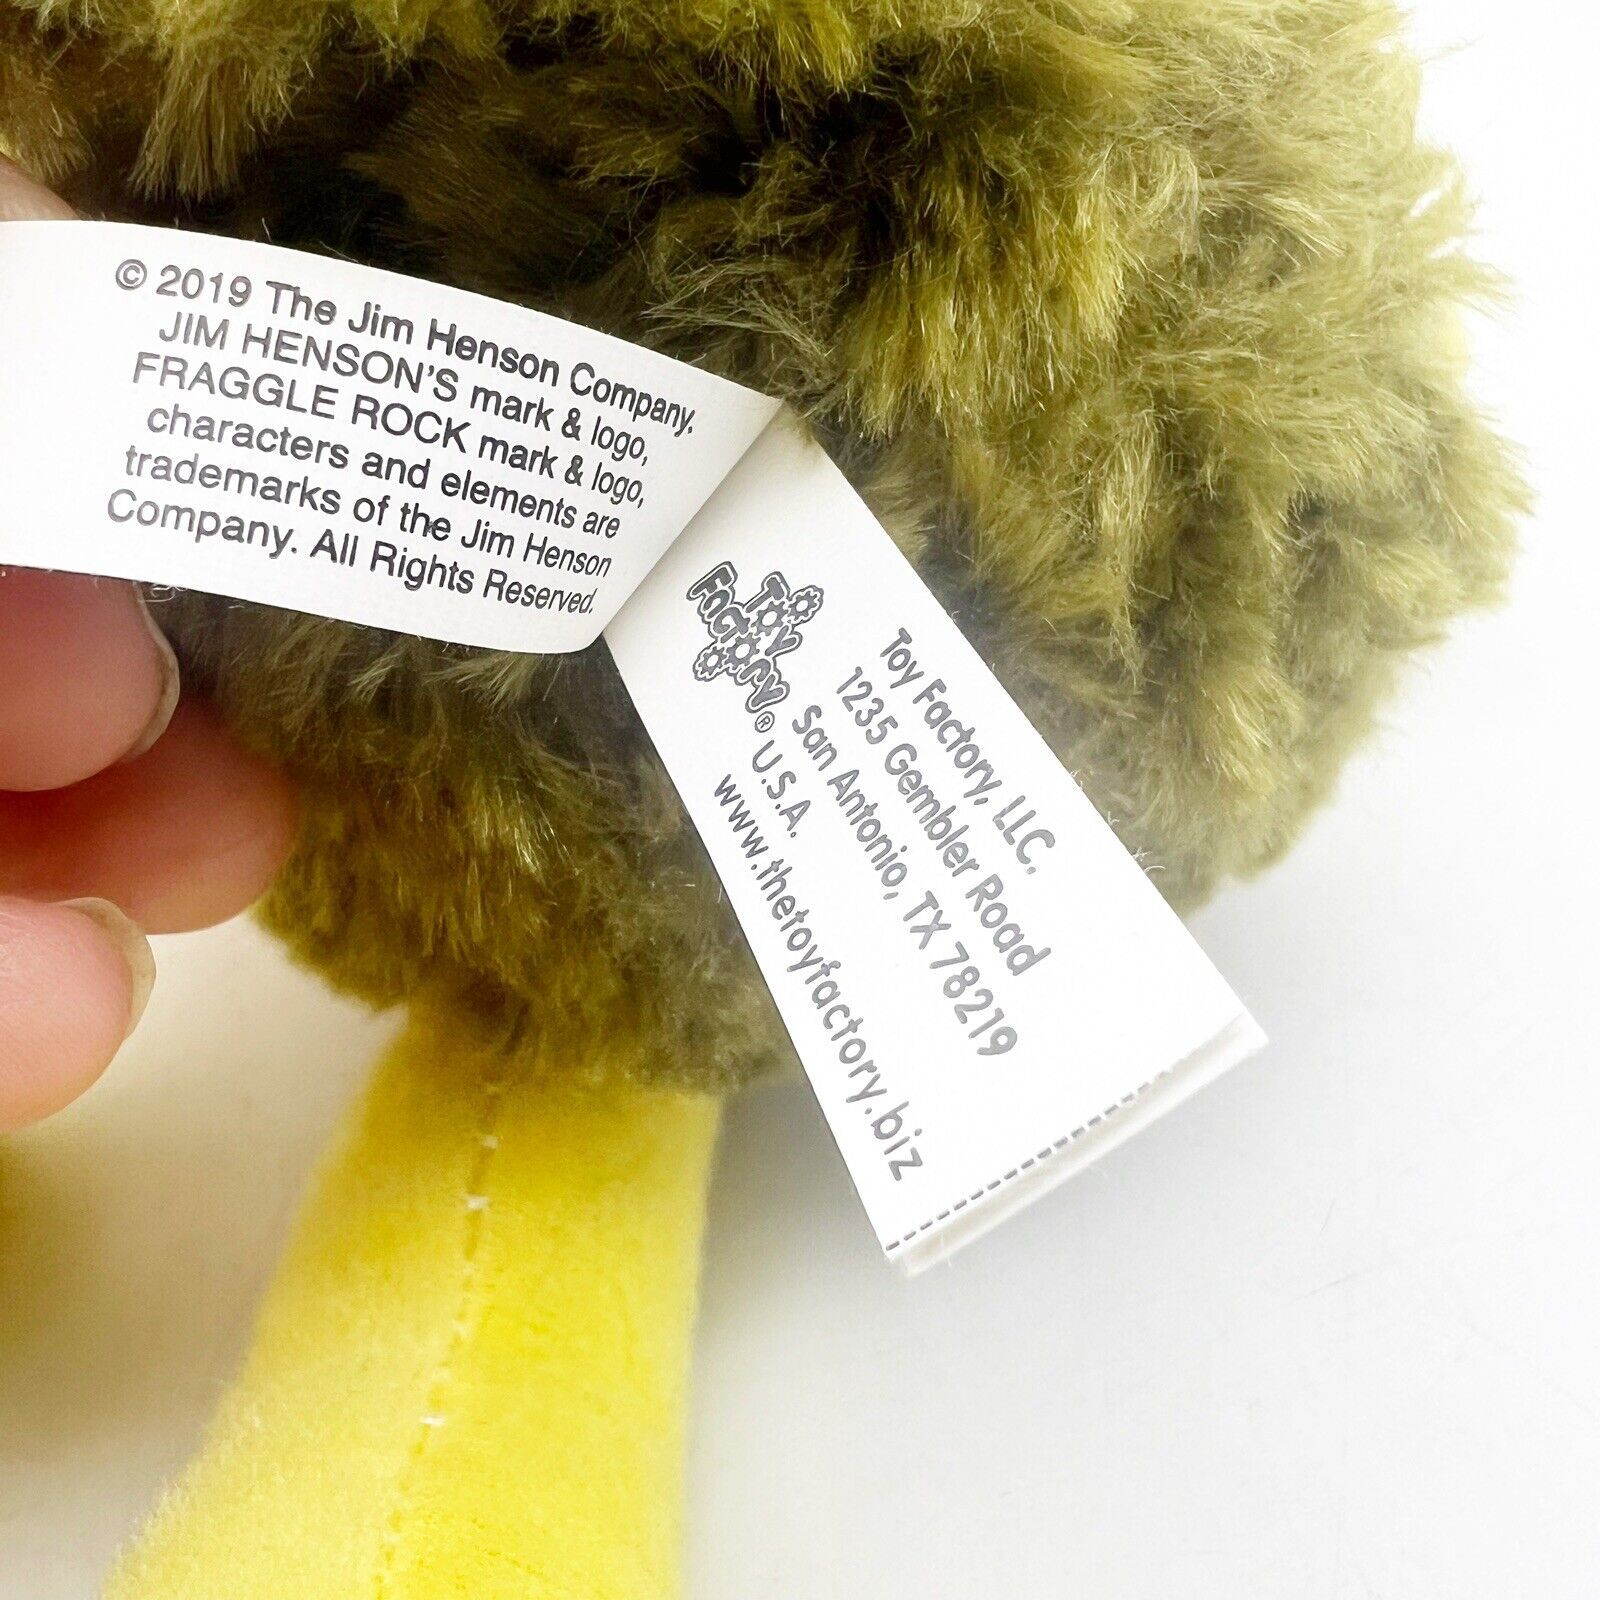 © 2019 The Jim Henson Company.
JIM HENSON'S mark & logo,
FRAGGLE ROCK mark & logo,
characters and elements are
trademarks of the Jim Henson
Company. All Rights Reserved.
TOY
FACTORY®
Toy Factory, LLC.
1235 Gembler Road
San Antonio, TX 78219
U.S.A.
www.thetoyfactory.biz